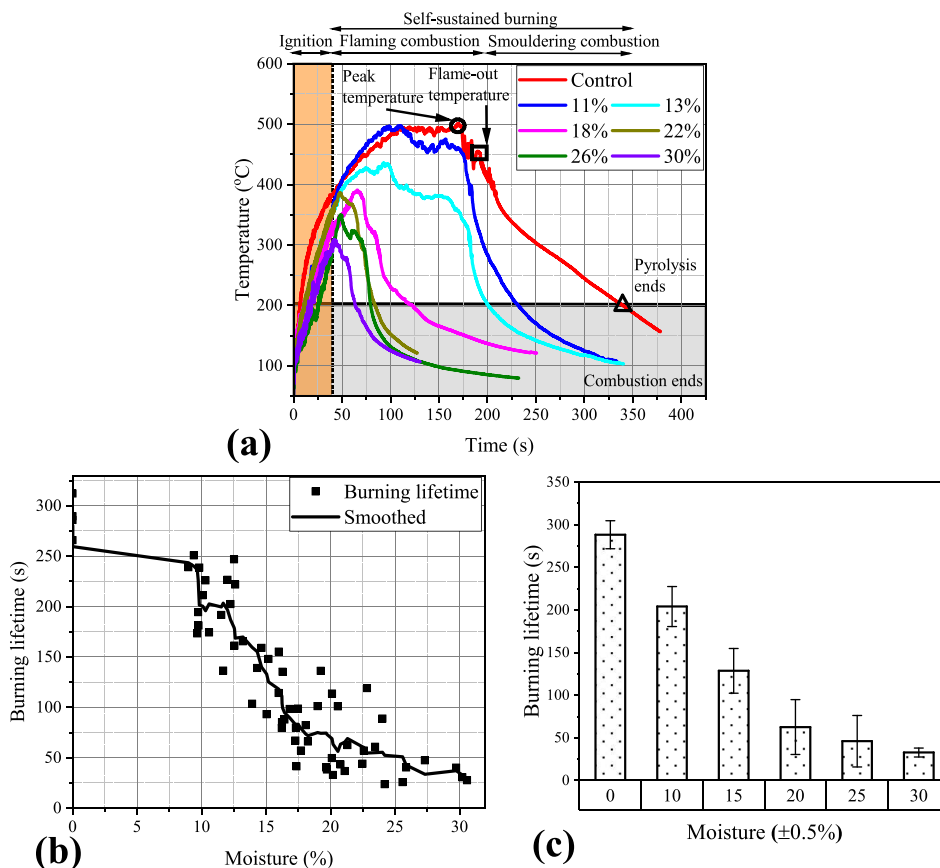 Self-sustained burning
Ignition Flaming combustion Smouldering combustion
600
500
400
300
200
100
Temperature (ºC)
Peak temperature
Flame-out temperature
Control
11% 13%
18% 22%
26% 30%
Pyrolysis ends
Combustion ends
0 50 100 150 200 250 300 350 400
Time (s)
(a)
300
250
200
150
100
50
0
Burning lifetime (s)
Burning lifetime
Smoothed
0 5 10 15 20 25 30
Moisture (%)
(b)
350
300
250
200
150
100
50
0
Burning lifetime (s)
0 10 15 20 25 30
Moisture (±0.5%)
(c)